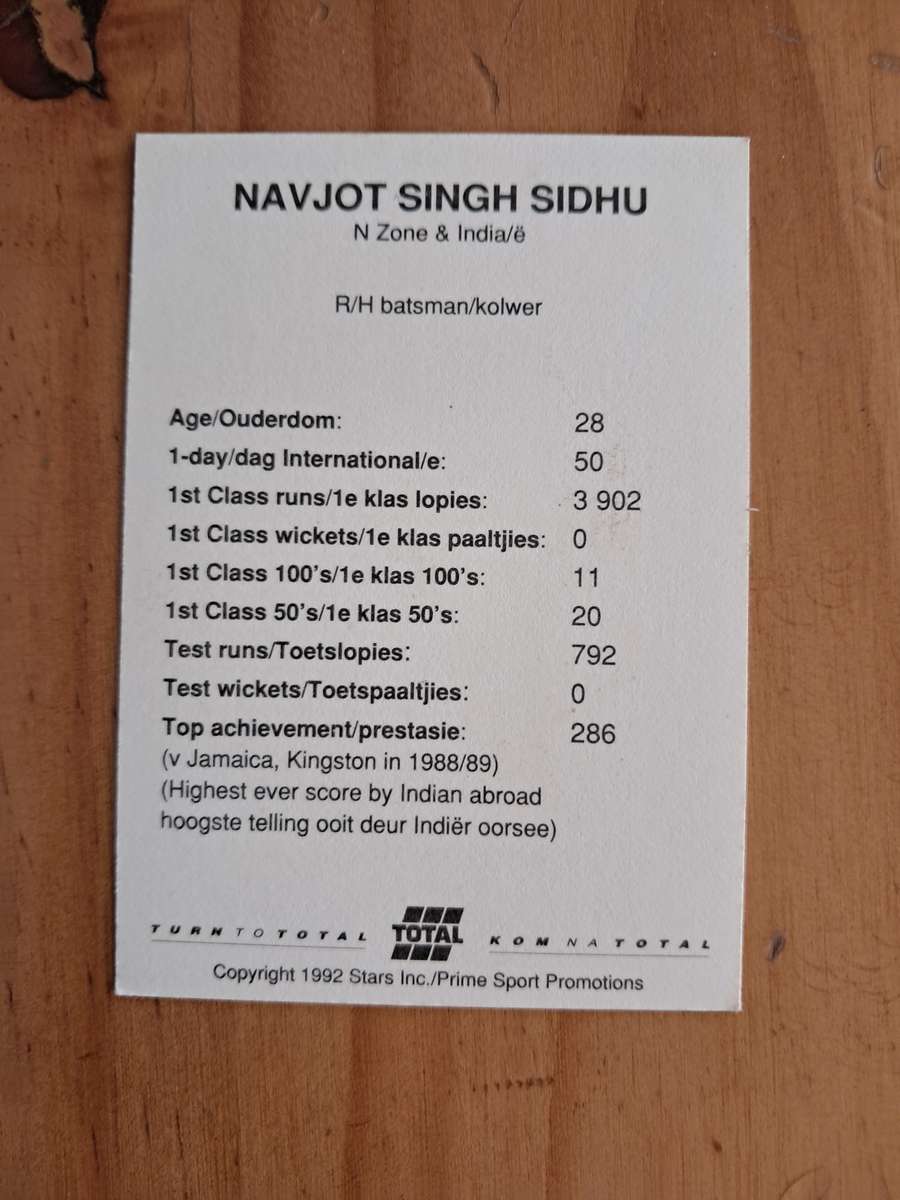 NAVJOT SINGH SIDHU
N Zone & India/ë
R/H batsman/kolwer
Age/Ouderdom: 28
1-day/dag International/e: 50
1st Class runs/1e klas lopies: 3 902
1st Class wickets/1e klas paaltjies: 0
1st Class 100's/1e klas 100's: 11
1st Class 50's/1e klas 50's: 20
Test runs/Toetslopies: 792
Test wickets/Toetspaaltjies: 0
Top achievement/prestasie: 286
(v Jamaica, Kingston in 1988/89)
(Highest ever score by Indian abroad
hoogste telling ooit deur Indiër oorsee)
TURN TO TOTAL TOTAL KOM NA TOTAL
Copyright 1992 Stars Inc./Prime Sport Promotions